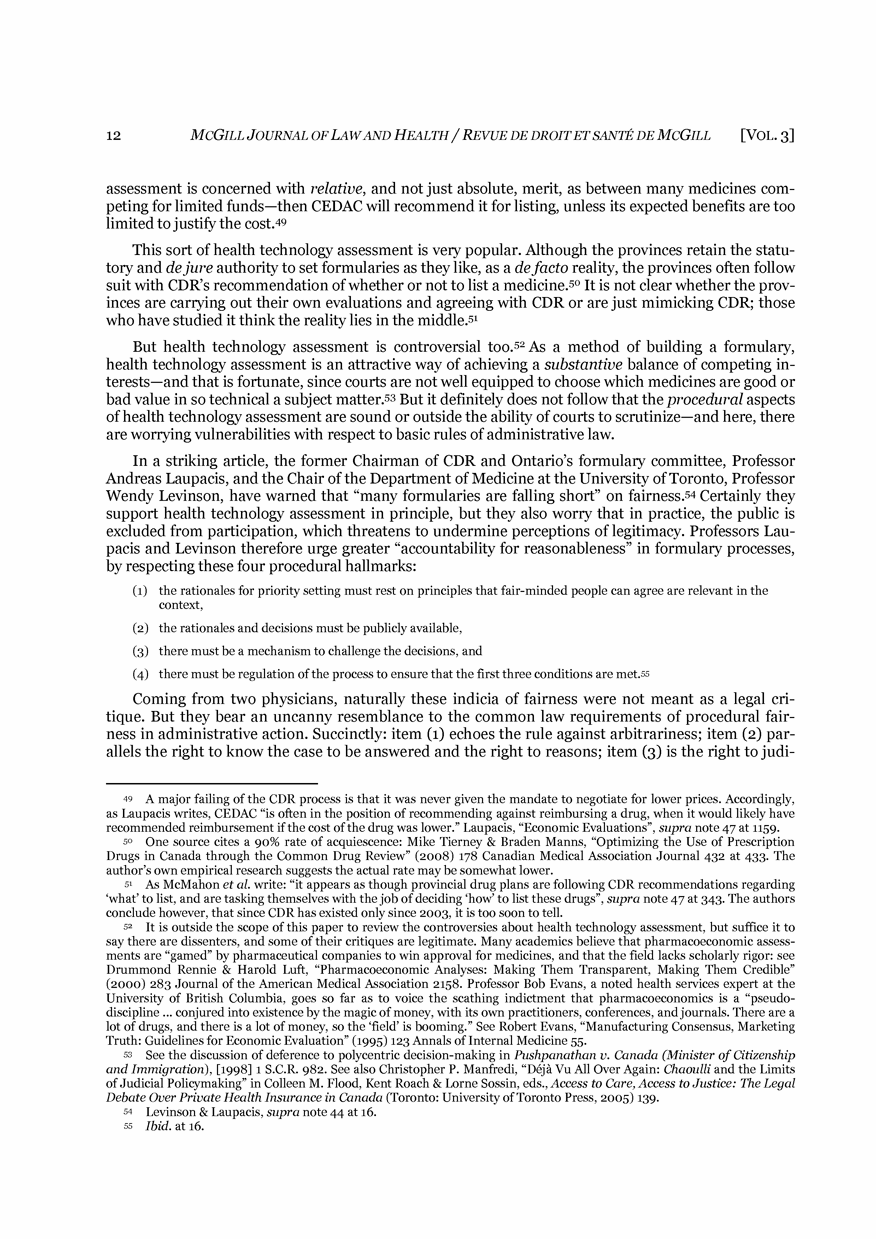 12 MCGILL JOURNAL OF LAW AND HEALTH / REVUE DE DROIT ET SANTÉ DE MCGILL [VOL. 3]
assessment is concerned with relative, and not just absolute, merit, as between many medicines com-
peting for limited funds—then CEDAC will recommend it for listing, unless its expected benefits are too
limited to justify the cost.49
This sort of health technology assessment is very popular. Although the provinces retain the statu-
tory and de jure authority to set formularies as they like, as a de facto reality, the provinces often follow
suit with CDR's recommendation of whether or not to list a medicine.50 It is not clear whether the prov-
inces are carrying out their own evaluations and agreeing with CDR or are just mimicking CDR; those
who have studied it think the reality lies in the middle.51
But health technology assessment is controversial too.52 As a method of building a formulary,
health technology assessment is an attractive way of achieving a substantive balance of competing in-
terests—and that is fortunate, since courts are not well equipped to choose which medicines are good or
bad value in so technical a subject matter.53 But it definitely does not follow that the procedural aspects
of health technology assessment are sound or outside the ability of courts to scrutinize—and here, there
are worrying vulnerabilities with respect to basic rules of administrative law.
In a striking article, the former Chairman of CDR and Ontario's formulary committee, Professor
Andreas Laupacis, and the Chair of the Department of Medicine at the University of Toronto, Professor
Wendy Levinson, have warned that "many formularies are falling short" on fairness.54 Certainly they
support health technology assessment in principle, but they also worry that in practice, the public is
excluded from participation, which threatens to undermine perceptions of legitimacy. Professors Lau-
pacis and Levinson therefore urge greater "accountability for reasonableness" in formulary processes,
by respecting these four procedural hallmarks:
(1) the rationales for priority setting must rest on principles that fair-minded people can agree are relevant in the
context,
(2) the rationales and decisions must be publicly available,
(3) there must be a mechanism to challenge the decisions, and
(4) there must be regulation of the process to ensure that the first three conditions are met.55
Coming from two physicians, naturally these indicia of fairness were not meant as a legal cri-
tique. But they bear an uncanny resemblance to the common law requirements of procedural fair-
ness in administrative action. Succinctly: item (1) echoes the rule against arbitrariness; item (2) par-
allels the right to know the case to be answered and the right to reasons; item (3) is the right to judi-
49 A major failing of the CDR process is that it was never given the mandate to negotiate for lower prices. Accordingly,
as Laupacis writes, CEDAC "is often in the position of recommending against reimbursing a drug, when it would likely have
recommended reimbursement if the cost of the drug was lower." Laupacis, "Economic Evaluations", supra note 47 at 1159.
50 One source cites a 90% rate of acquiescence: Mike Tierney & Braden Manns, "Optimizing the Use of Prescription
Drugs in Canada through the Common Drug Review" (2008) 178 Canadian Medical Association Journal 432 at 433. The
author's own empirical research suggests the actual rate may be somewhat lower.
51 As McMahon et al. write: "it appears as though provincial drug plans are following CDR recommendations regarding
'what' to list, and are tasking themselves with the job of deciding 'how' to list these drugs", supra note 47 at 343. The authors
conclude however, that since CDR has existed only since 2003, it is too soon to tell.
52 It is outside the scope of this paper to review the controversies about health technology assessment, but suffice it to
say there are dissenters, and some of their critiques are legitimate. Many academics believe that pharmacoeconomic assess-
ments are "gamed" by pharmaceutical companies to win approval for medicines, and that the field lacks scholarly rigor: see
Drummond Rennie & Harold Luft, "Pharmacoeconomic Analyses: Making Them Transparent, Making Them Credible"
(2000) 283 Journal of the American Medical Association 2158. Professor Bob Evans, a noted health services expert at the
University of British Columbia, goes so far as to voice the scathing indictment that pharmacoeconomics is a "pseudo-
discipline ... conjured into existence by the magic of money, with its own practitioners, conferences, and journals. There are a
lot of drugs, and there is a lot of money, so the 'field' is booming." See Robert Evans, "Manufacturing Consensus, Marketing
Truth: Guidelines for Economic Evaluation" (1995) 123 Annals of Internal Medicine 55.
53 See the discussion of deference to polycentric decision-making in Pushpanathan v. Canada (Minister of Citizenship
and Immigration), [1998] 1 S.C.R. 982. See also Christopher P. Manfredi, "Déjà Vu All Over Again: Chaoulli and the Limits
of Judicial Policymaking" in Colleen M. Flood, Kent Roach & Lorne Sossin, eds., Access to Care, Access to Justice: The Legal
Debate Over Private Health Insurance in Canada (Toronto: University of Toronto Press, 2005) 139.
54 Levinson & Laupacis, supra note 44 at 16.
55 Ibid. at 16.